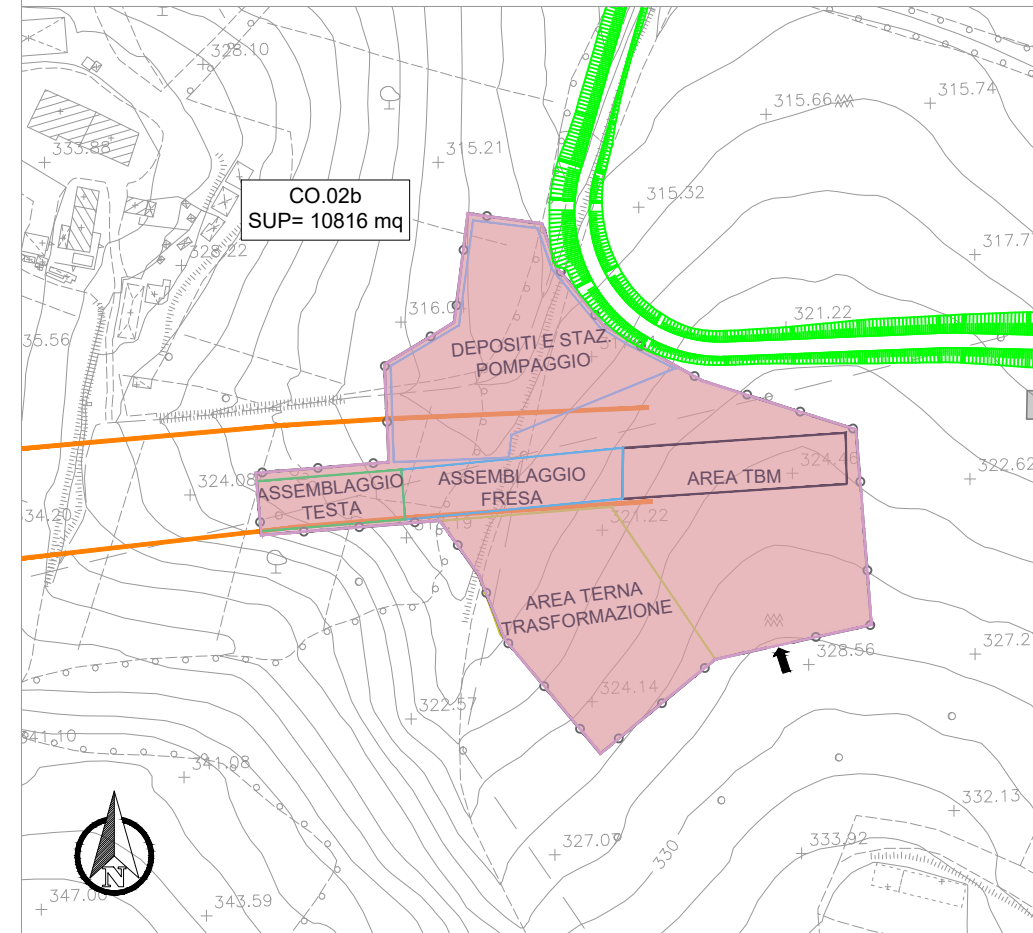 328.10
315.74
315.66
333.88
315.21
CO.02b
SUP= 10816 mq
315.32
328.22
317.7
316.0
321.22
35.56
DEPOSITI E STAZ.
POMPAGGIO
324.46
322.62
324.08
ASSEMBLAGGIO
TESTA
ASSEMBLAGGIO
FRESA
AREA TBM
34.20
321.22
AREA TERNA
TRASFORMAZIONE
327.2
328.56
324.14
322.57
341.10
341.08
332.13
327.07
330
333.92
N
347.00
343.59